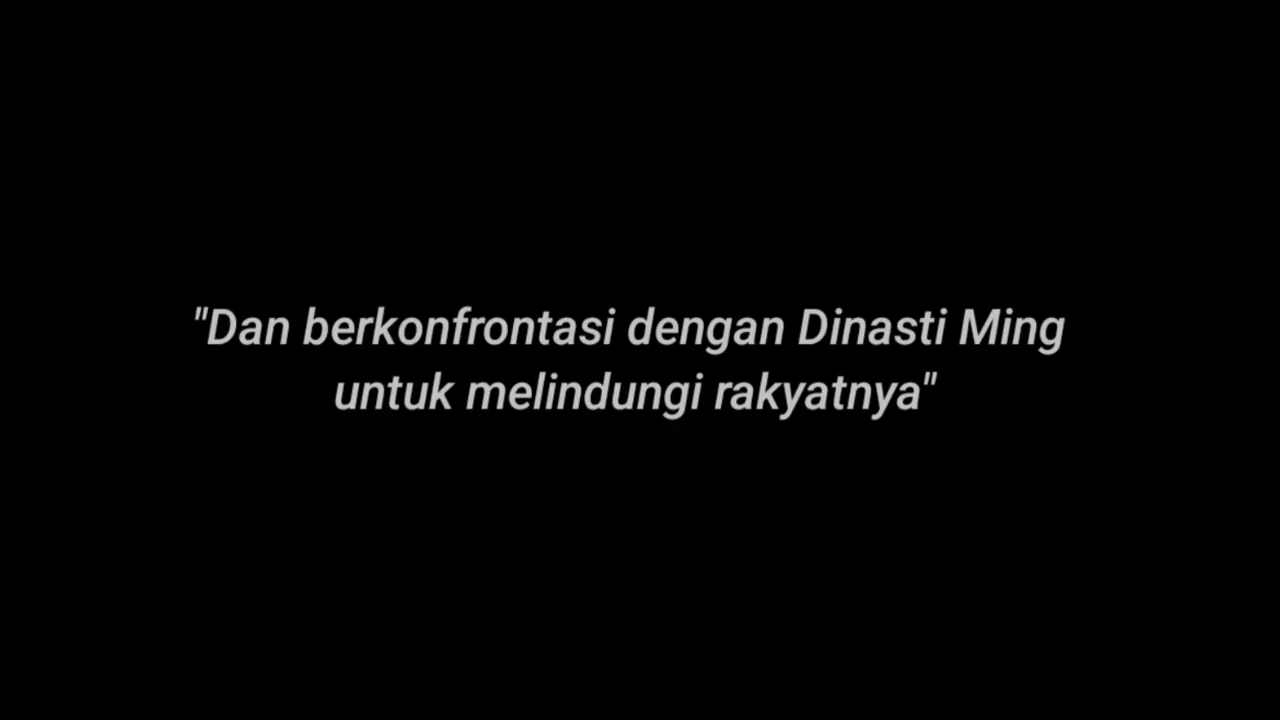 "Dan berkonfrontasi dengan Dinasti Ming
untuk melindungi rakyatnya"